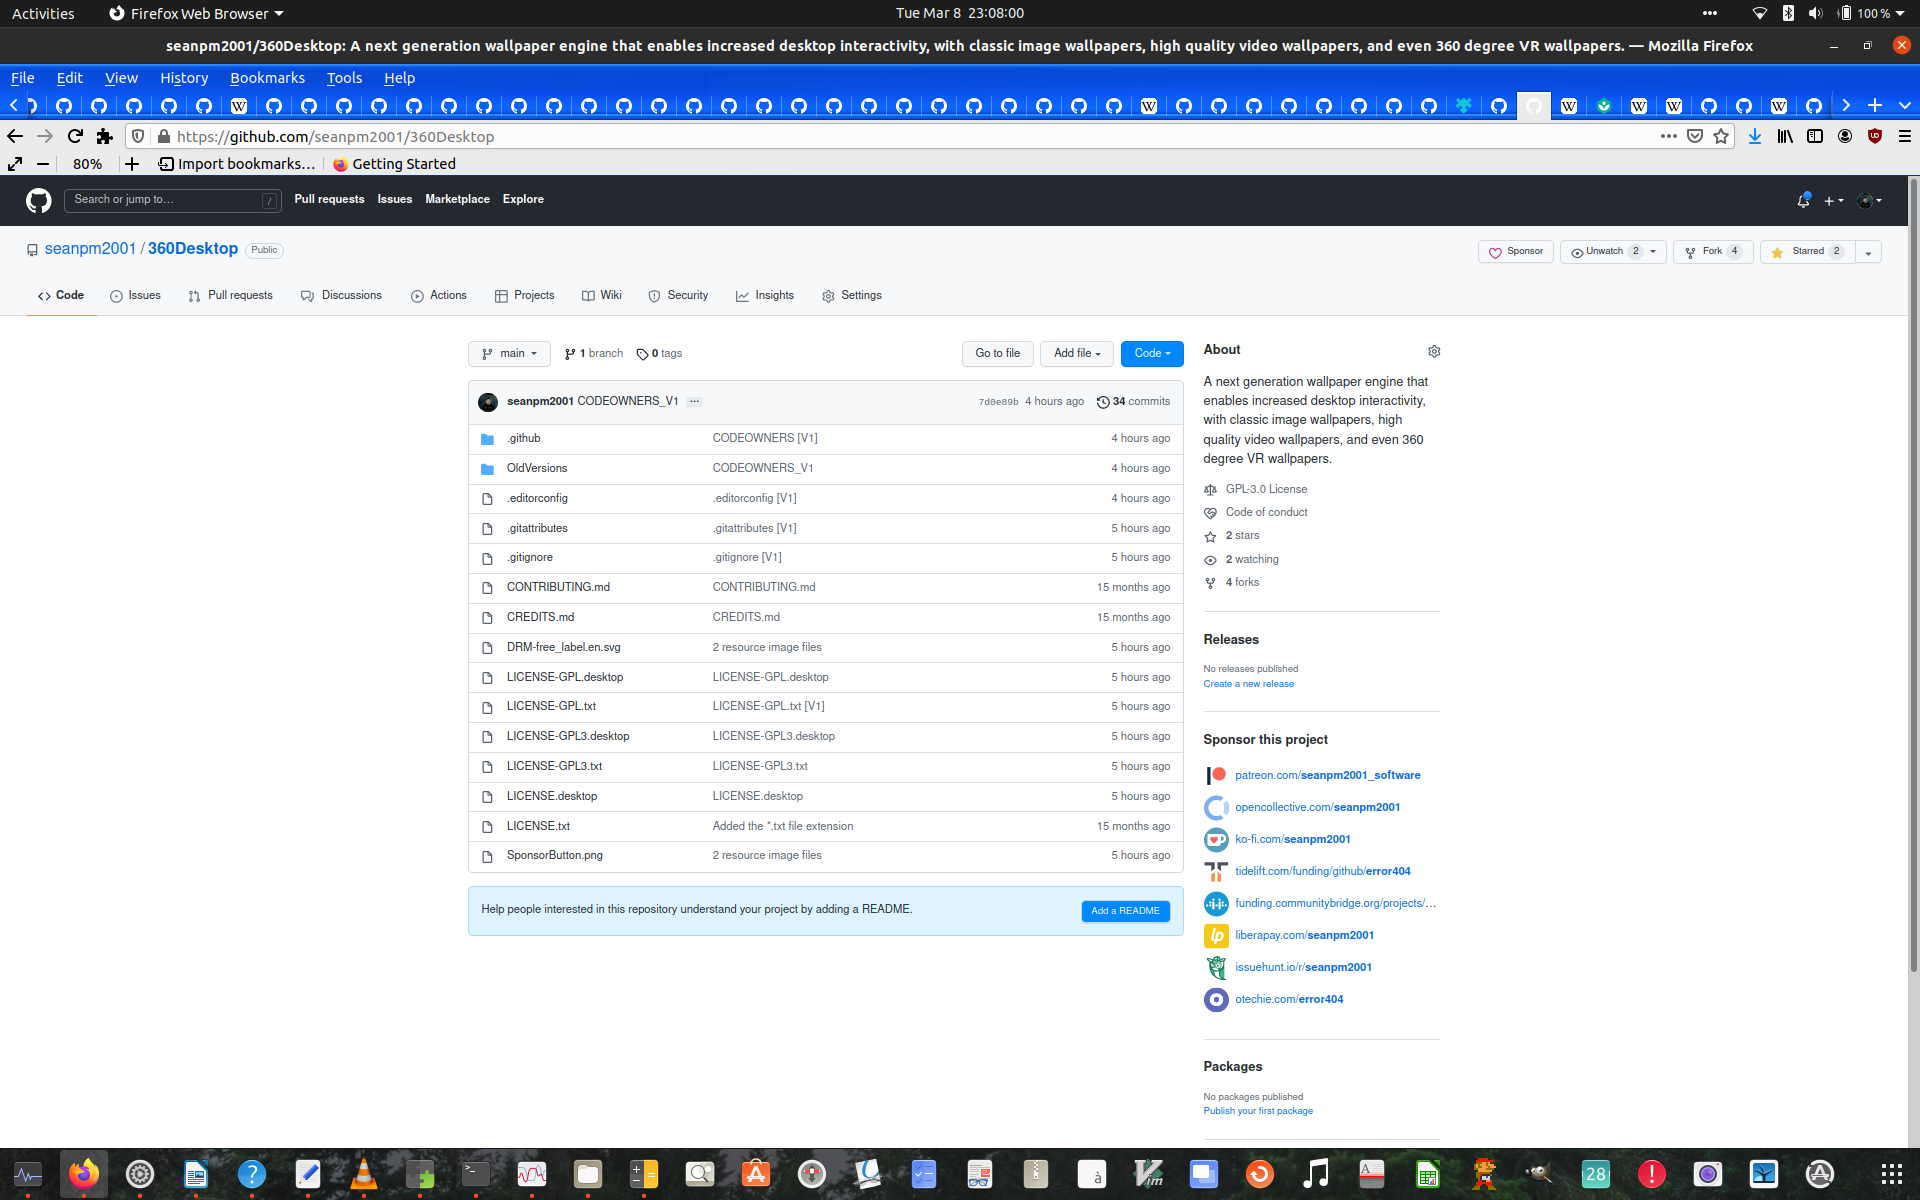 Activities
Firefox Web Browser
Tue Mar 8 23:08:00
100 %
seanpm2001/360Desktop: A next generation wallpaper engine that enables increased desktop interactivity, with classic image wallpapers, high quality video wallpapers, and even 360 degree VR wallpapers. — Mozilla Firefox
File Edit View History Bookmarks Tools Help
https://github.com/seanpm2001/360Desktop
80% Import bookmarks... Getting Started
Search or jump to... /
Pull requests Issues Marketplace Explore
seanpm2001 / 360Desktop Public
Sponsor Unwatch 2 Fork 4 Starred 2
Code Issues Pull requests Discussions Actions Projects Wiki Security Insights Settings
main 1 branch 0 tags
Go to file Add file Code
seanpm2001 CODEOWNERS_V1 ... 7d0e89b 4 hours ago 34 commits
.github CODEOWNERS [V1] 4 hours ago
OldVersions CODEOWNERS_V1 4 hours ago
.editorconfig .editorconfig [V1] 4 hours ago
.gitattributes .gitattributes [V1] 5 hours ago
.gitignore .gitignore [V1] 5 hours ago
CONTRIBUTING.md CONTRIBUTING.md 15 months ago
CREDITS.md CREDITS.md 15 months ago
DRM-free_label.en.svg 2 resource image files 5 hours ago
LICENSE-GPL.desktop LICENSE-GPL.desktop 5 hours ago
LICENSE-GPL.txt LICENSE-GPL.txt [V1] 5 hours ago
LICENSE-GPL3.desktop LICENSE-GPL3.desktop 5 hours ago
LICENSE-GPL3.txt LICENSE-GPL3.txt 5 hours ago
LICENSE.desktop LICENSE.desktop 5 hours ago
LICENSE.txt Added the *.txt file extension 15 months ago
SponsorButton.png 2 resource image files 5 hours ago
Help people interested in this repository understand your project by adding a README.
Add a README
About
A next generation wallpaper engine that
enables increased desktop interactivity,
with classic image wallpapers, high
quality video wallpapers, and even 360
degree VR wallpapers.
GPL-3.0 License
Code of conduct
2 stars
2 watching
4 forks
Releases
No releases published
Create a new release
Sponsor this project
patreon.com/seanpm2001_software
opencollective.com/seanpm2001
ko-fi.com/seanpm2001
tidelift.com/funding/github/error404
funding.communitybridge.org/projects/...
liberapay.com/seanpm2001
issuehunt.io/r/seanpm2001
otechie.com/error404
Packages
No packages published
Publish your first package
28